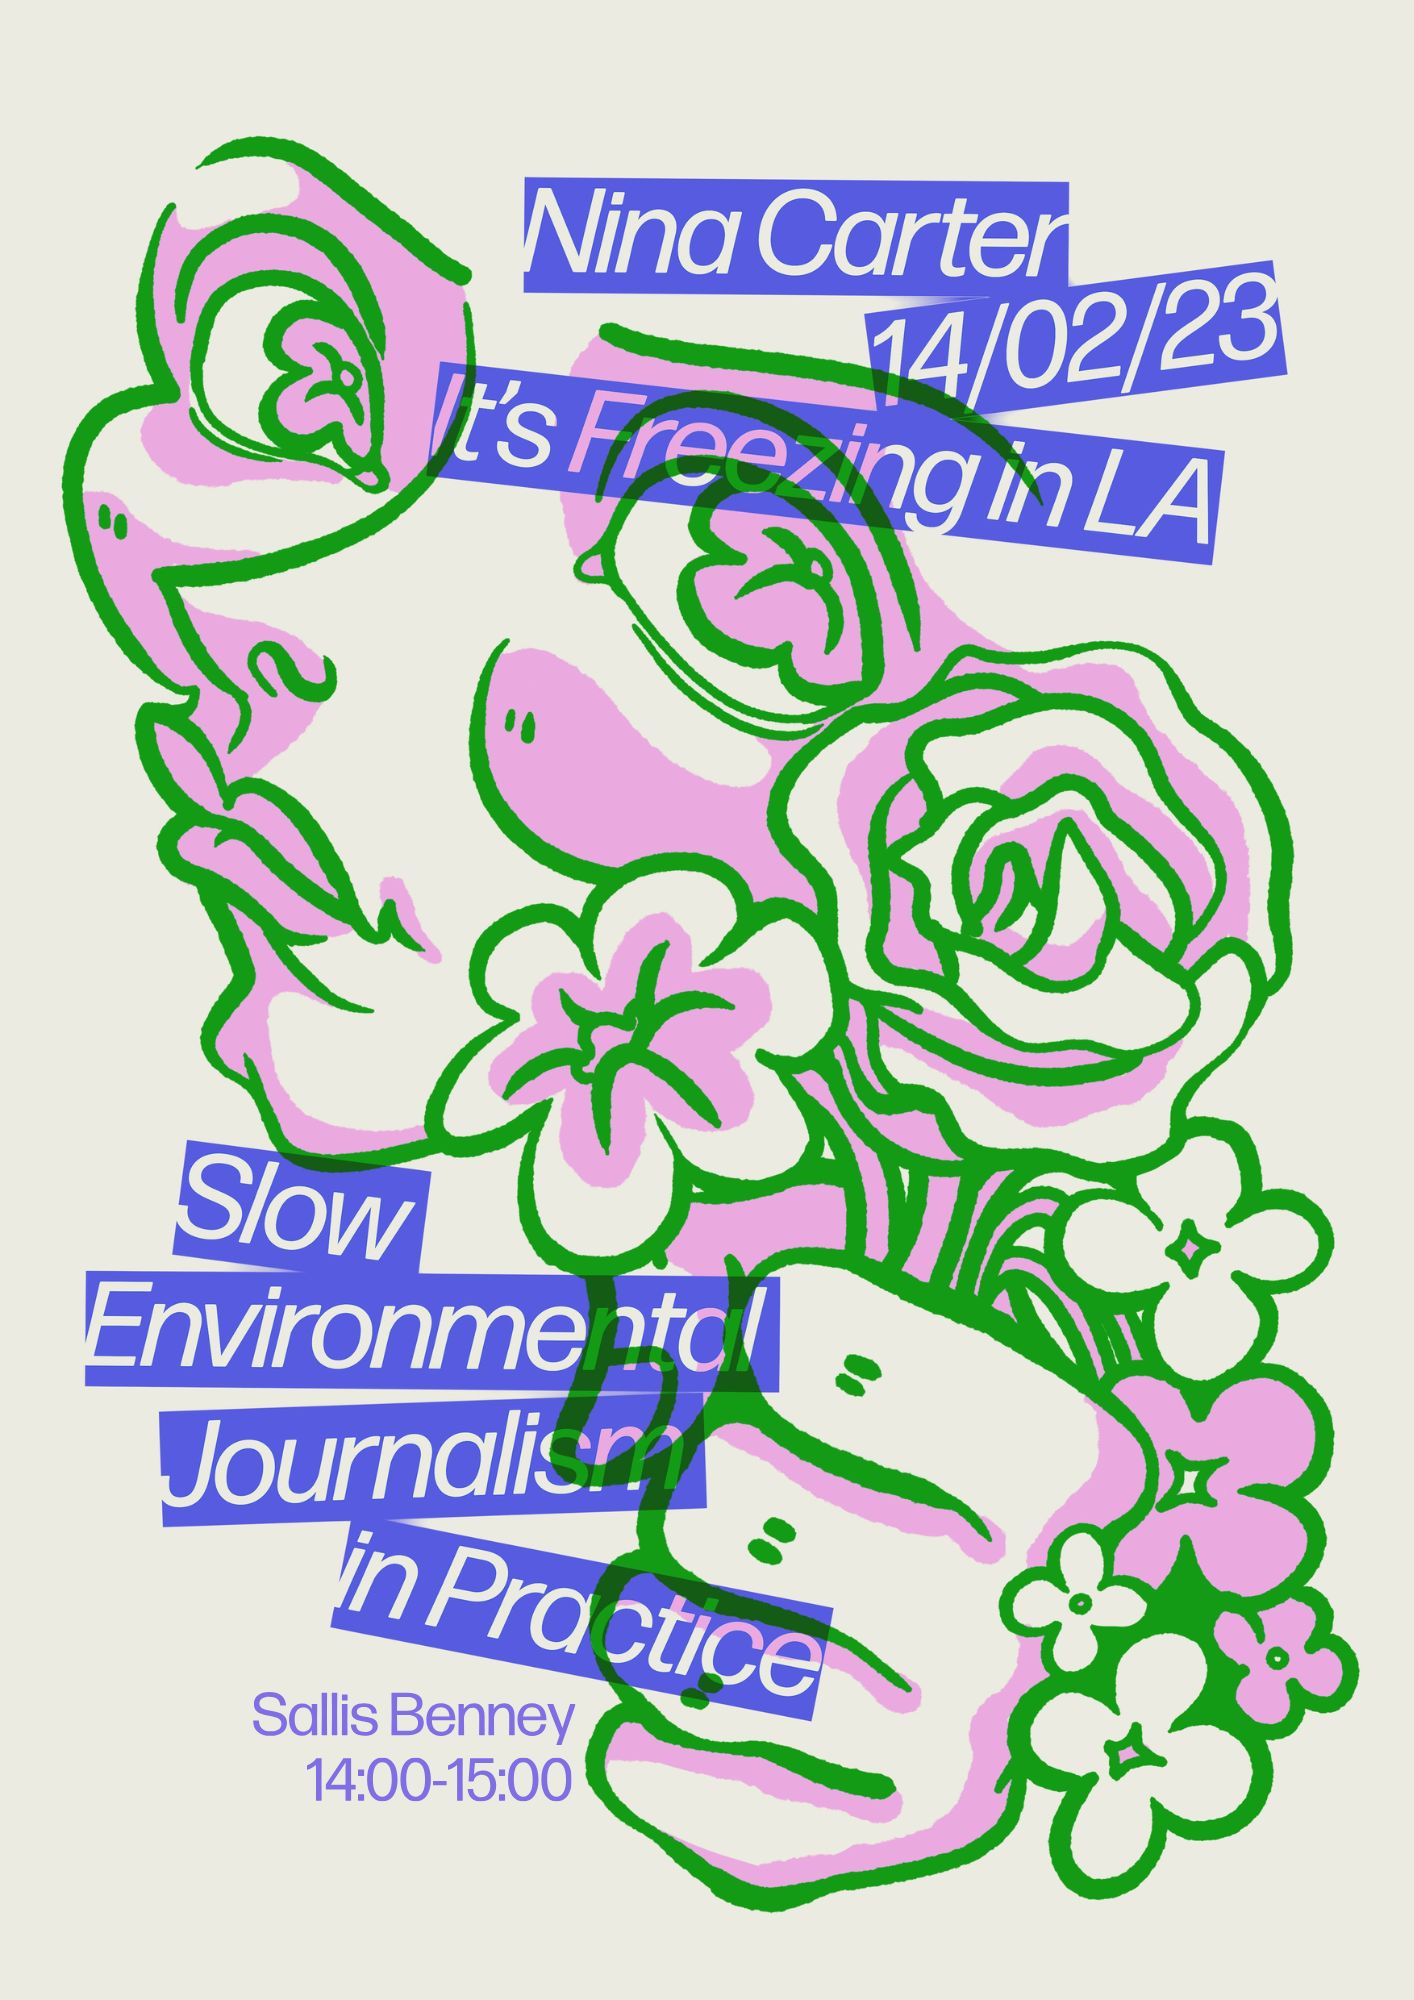 Nina Carter
14/02/23
It’s Freezing in LA
Slow
Environmental
Journalism
in Practice
Sallis Benney
14:00-15:00